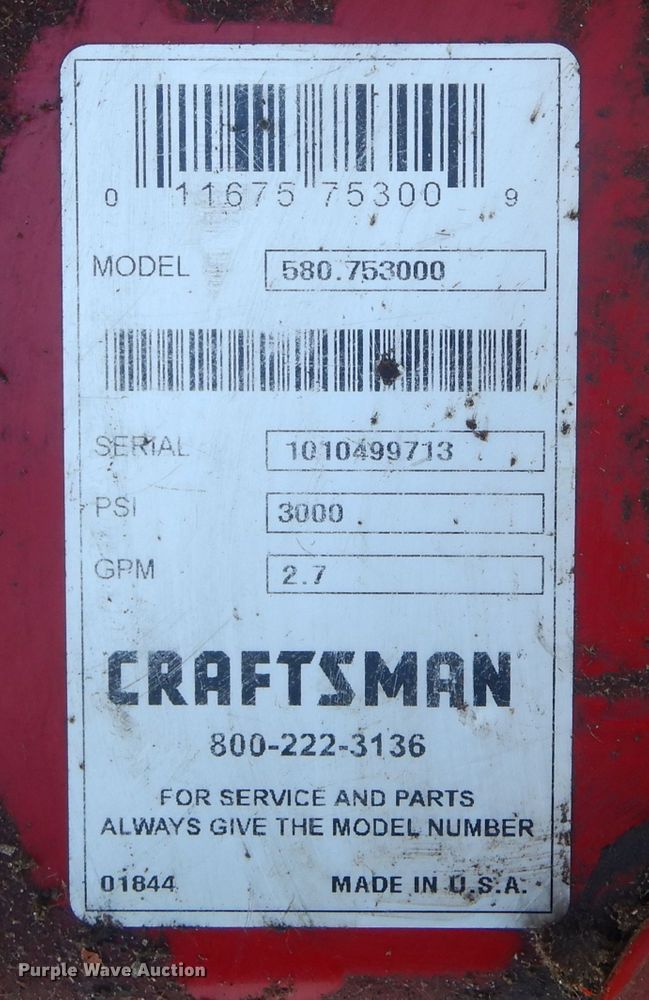 0 11675 75300 9
MODEL 580.753000
SERIAL 1010499713
PSI 3000
GPM 2.7
CRAFTSMAN
800-222-3136
FOR SERVICE AND PARTS
ALWAYS GIVE THE MODEL NUMBER
01844 MADE IN U.S.A.
Purple Wave Auction